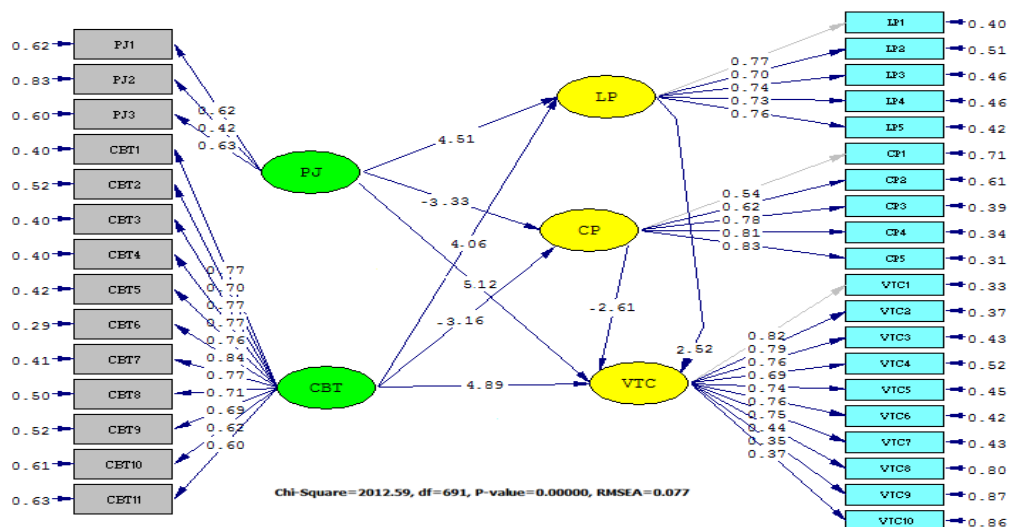 0.62 PJ1
0.83 PJ2
0.60 PJ3
0.40 CBT1
0.52 CBT2
0.40 CBT3
0.40 CBT4
0.42 CBT5
0.29 CBT6
0.41 CBT7
0.50 CBT8
0.52 CBT9
0.61 CBT10
0.63 CBT11
0.62
0.42
0.63
0.77
0.70
0.77
0.77
0.76
0.84
0.77
0.71
0.69
0.62
0.60
PJ
CBT
4.51
-3.33
4.06
5.12
-3.16
-2.61
2.52
4.89
LP
CP
VTC
0.77
0.70
0.74
0.73
0.76
0.54
0.62
0.78
0.81
0.83
0.82
0.79
0.76
0.69
0.74
0.76
0.75
0.44
0.35
0.37
LP1 0.40
LP2 0.51
LP3 0.46
LP4 0.46
LP5 0.42
CP1 0.71
CP2 0.61
CP3 0.39
CP4 0.34
CP5 0.31
VTC1 0.33
VTC2 0.37
VTC3 0.43
VTC4 0.52
VTC5 0.45
VTC6 0.42
VTC7 0.43
VTC8 0.80
VTC9 0.87
VTC10 0.86
Chi-Square=2012.59, df=691, P-value=0.00000, RMSEA=0.077